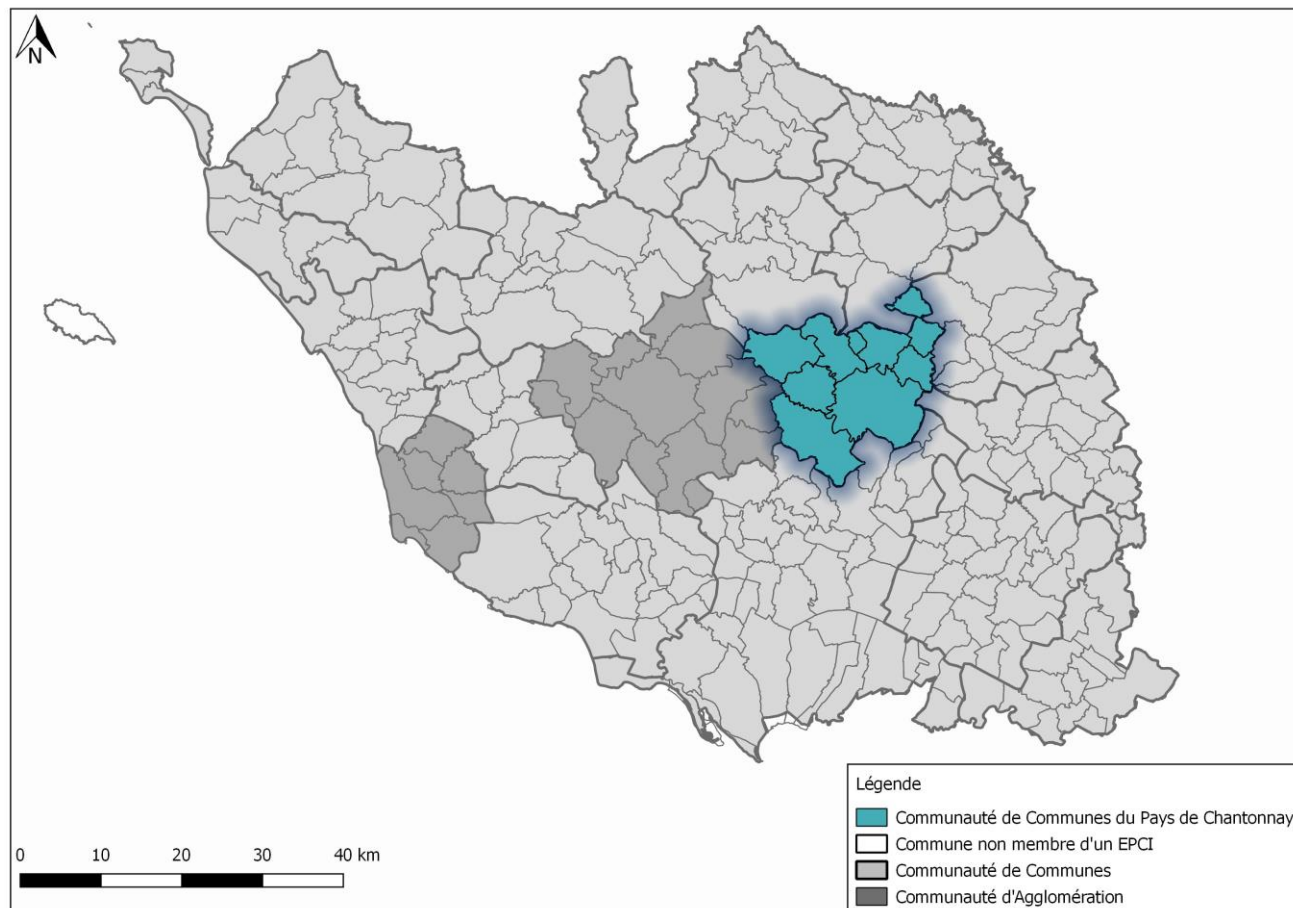 N
0 10 20 30 40 km
Légende
Communauté de Communes du Pays de Chantonnay
Commune non membre d'un EPCI
Communauté de Communes
Communauté d'Agglomération